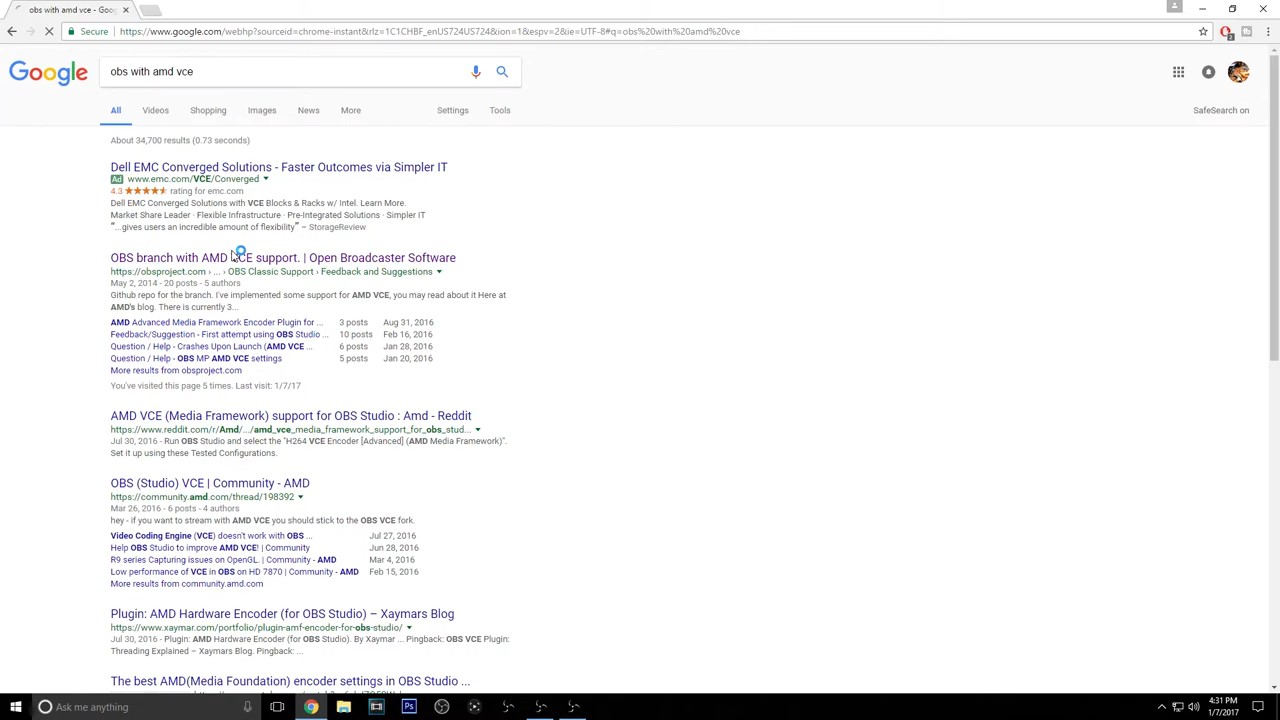 obs with amd vce - Goo
Secure
https://www.google.com/webhp?sourceid=chrome-instant&rlz=1C1CHBF_enUS724US724&ion=1&espv=2&ie=UTF-8#q=obs%20with%20amd%20vce
Google
obs with amd vce
All Videos Shopping Images News More Settings Tools SafeSearch on
About 34,700 results (0.73 seconds)
Dell EMC Converged Solutions - Faster Outcomes via Simpler IT
Ad www.emc.com/VCE/Converged
4.3 rating for emc.com
Dell EMC Converged Solutions with VCE Blocks & Racks w/ Intel. Learn More.
Market Share Leader · Flexible Infrastructure · Pre-Integrated Solutions · Simpler IT
"...gives users an incredible amount of flexibility" – StorageReview
OBS branch with AMD VCE support. | Open Broadcaster Software
https://obsproject.com › ... › OBS Classic Support › Feedback and Suggestions
May 2, 2014 - 20 posts - 5 authors
Github repo for the branch. I've implemented some support for AMD VCE, you may read about it Here at
AMD's blog. There is currently 3...
AMD Advanced Media Framework Encoder Plugin for ... 3 posts Aug 31, 2016
Feedback/Suggestion - First attempt using OBS Studio ... 10 posts Feb 16, 2016
Question / Help - Crashes Upon Launch (AMD VCE ... 6 posts Jan 28, 2016
Question / Help - OBS MP AMD VCE settings 5 posts Jan 20, 2016
More results from obsproject.com
You've visited this page 5 times. Last visit: 1/7/17
AMD VCE (Media Framework) support for OBS Studio : Amd - Reddit
https://www.reddit.com/r/Amd/.../amd_vce_media_framework_support_for_obs_stud...
Jul 30, 2016 - Run OBS Studio and select the "H264 VCE Encoder [Advanced] (AMD Media Framework)".
Set it up using these Tested Configurations.
OBS (Studio) VCE | Community - AMD
https://community.amd.com/thread/198392
Mar 26, 2016 - 6 posts - 4 authors
hey - if you want to stream with AMD VCE you should stick to the OBS VCE fork.
Video Coding Engine (VCE) doesn't work with OBS ... Jul 27, 2016
Help OBS Studio to improve AMD VCE! | Community Jun 28, 2016
R9 series Capturing issues on OpenGL. | Community - AMD Mar 4, 2016
Low performance of VCE in OBS on HD 7870 | Community - AMD Feb 15, 2016
More results from community.amd.com
Plugin: AMD Hardware Encoder (for OBS Studio) – Xaymars Blog
https://www.xaymar.com/portfolio/plugin-amf-encoder-for-obs-studio/
Jul 30, 2016 - Plugin: AMD Hardware Encoder (for OBS Studio). By Xaymar ... Pingback: OBS VCE Plugin:
Threading Explained – Xaymars Blog. Pingback: ...
The best AMD(Media Foundation) encoder settings in OBS Studio ...
Ask me anything
Ps
4:31 PM
1/7/2017